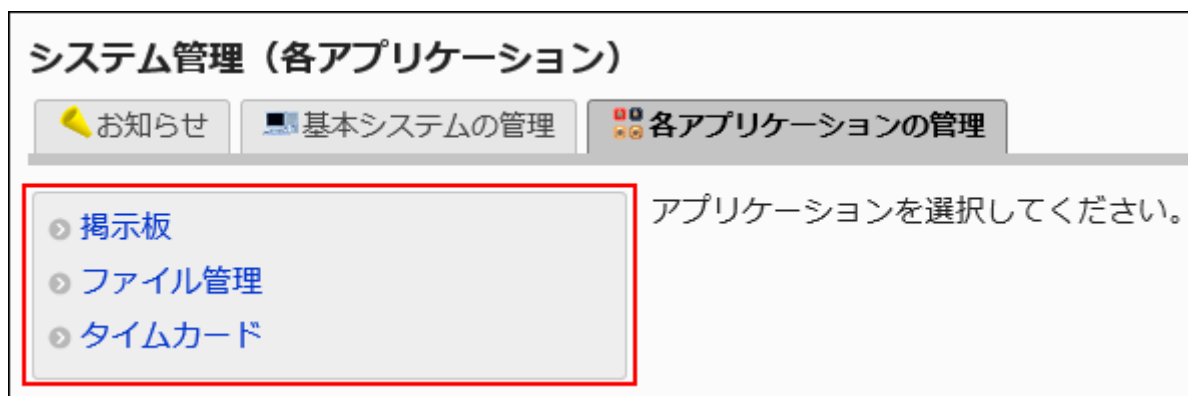 システム管理（各アプリケーション）
お知らせ 基本システムの管理 各アプリケーションの管理
掲示板
ファイル管理
タイムカード
アプリケーションを選択してください。